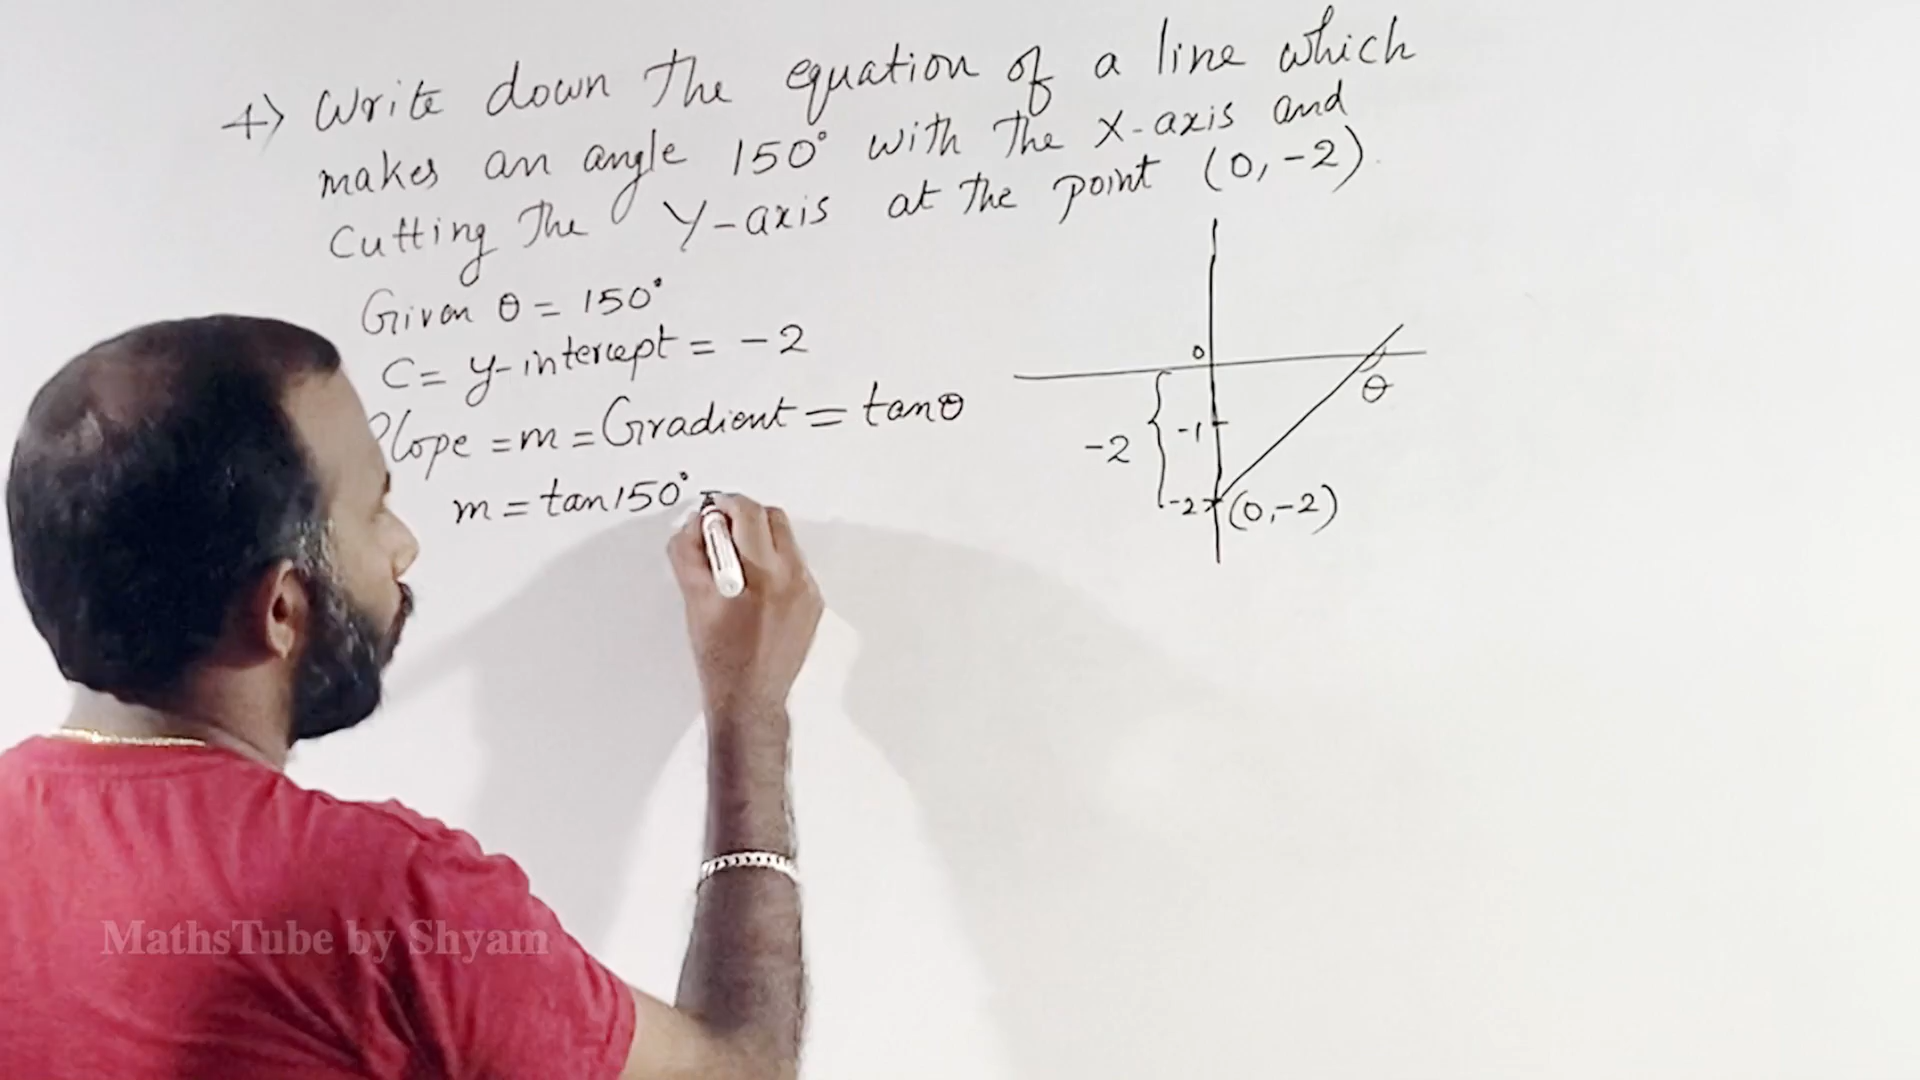 4) Write down the equation of a line which
makes an angle 150° with the X-axis and
Cutting the Y-axis at the point (0, -2).
Given θ = 150°
C = y-intercept = -2
Slope = m = Gradient = tanθ
m = tan150° =
0
θ
-1
-2
-2
(0,-2)
MathsTube by Shyam